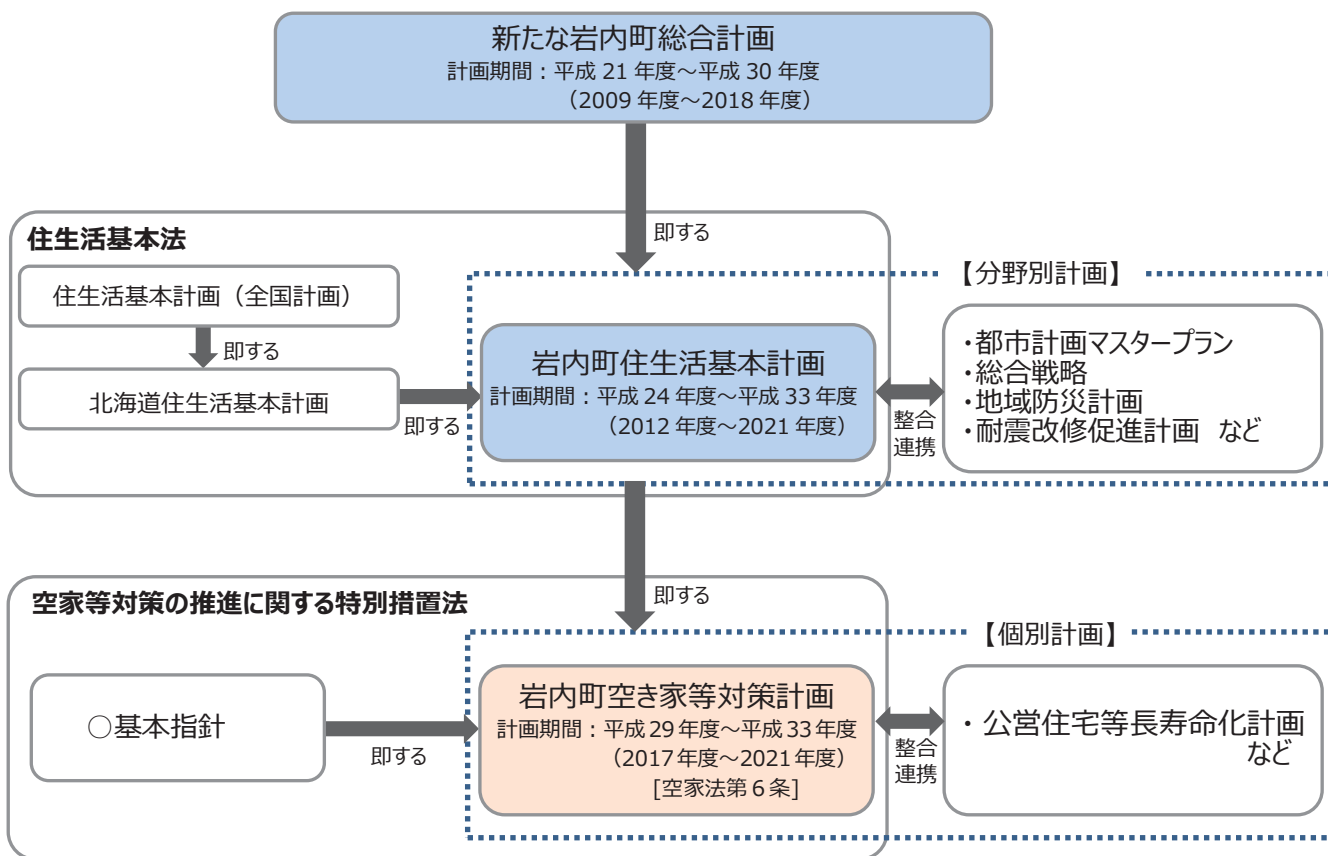 新たな岩内町総合計画
計画期間：平成 21 年度～平成 30 年度
（2009 年度～2018 年度）
即する
住生活基本法
【分野別計画】
住生活基本計画（全国計画）
即する
北海道住生活基本計画
即する
岩内町住生活基本計画
計画期間：平成 24 年度～平成 33 年度
（2012 年度～2021 年度）
整合
連携
・都市計画マスタープラン
・総合戦略
・地域防災計画
・耐震改修促進計画　など
即する
空家等対策の推進に関する特別措置法
【個別計画】
○基本指針
即する
岩内町空き家等対策計画
計画期間：平成 29 年度～平成 33 年度
（2017 年度～2021 年度）
[空家法第 6 条]
整合
連携
・ 公営住宅等長寿命化計画
など